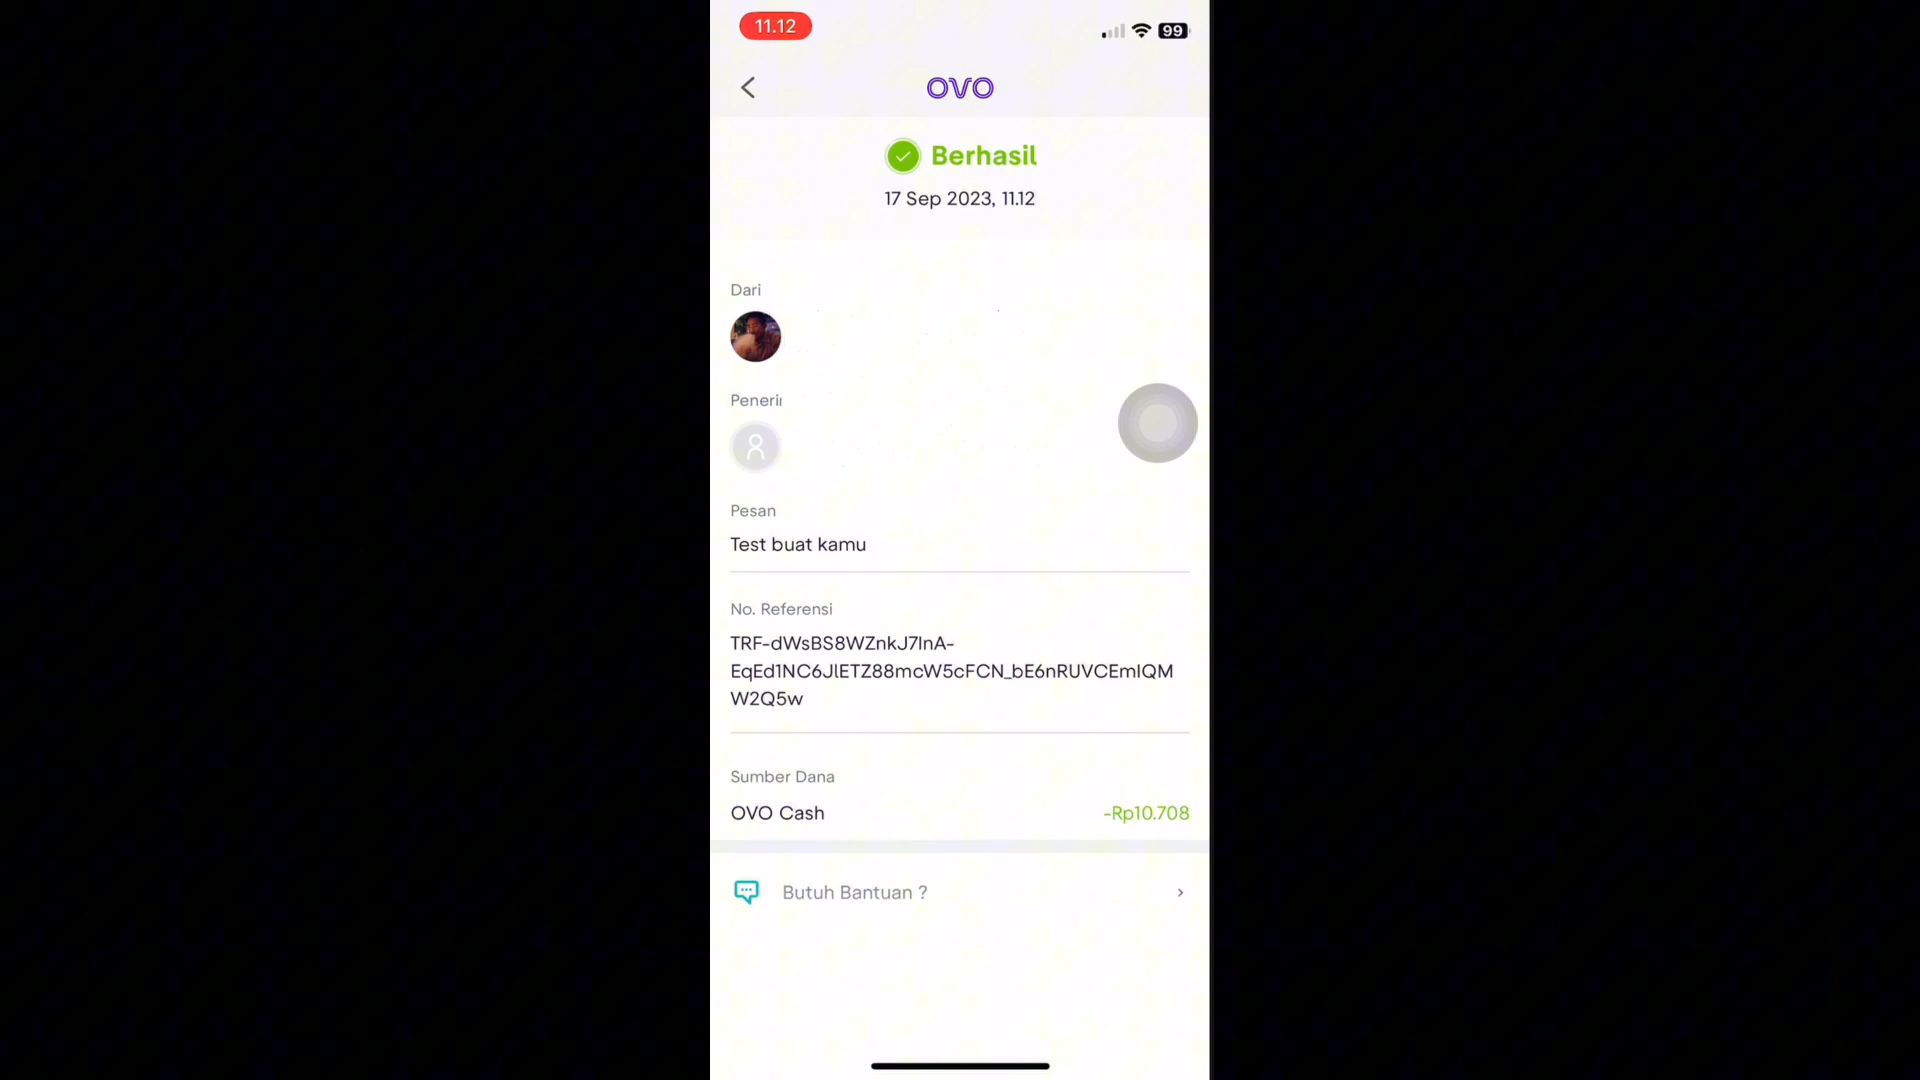 11.12
99
OVO
Berhasil
17 Sep 2023, 11.12
Dari
Pesan
Test buat kamu
No. Referensi
TRF-dWsBS8WZnkJ7lnA-
EqEd1NC6JlETZ88mcW5cFCN_bE6nRUVCEmIQM
W2Q5w
Sumber Dana
OVO Cash
-Rp10.708
Butuh Bantuan ?